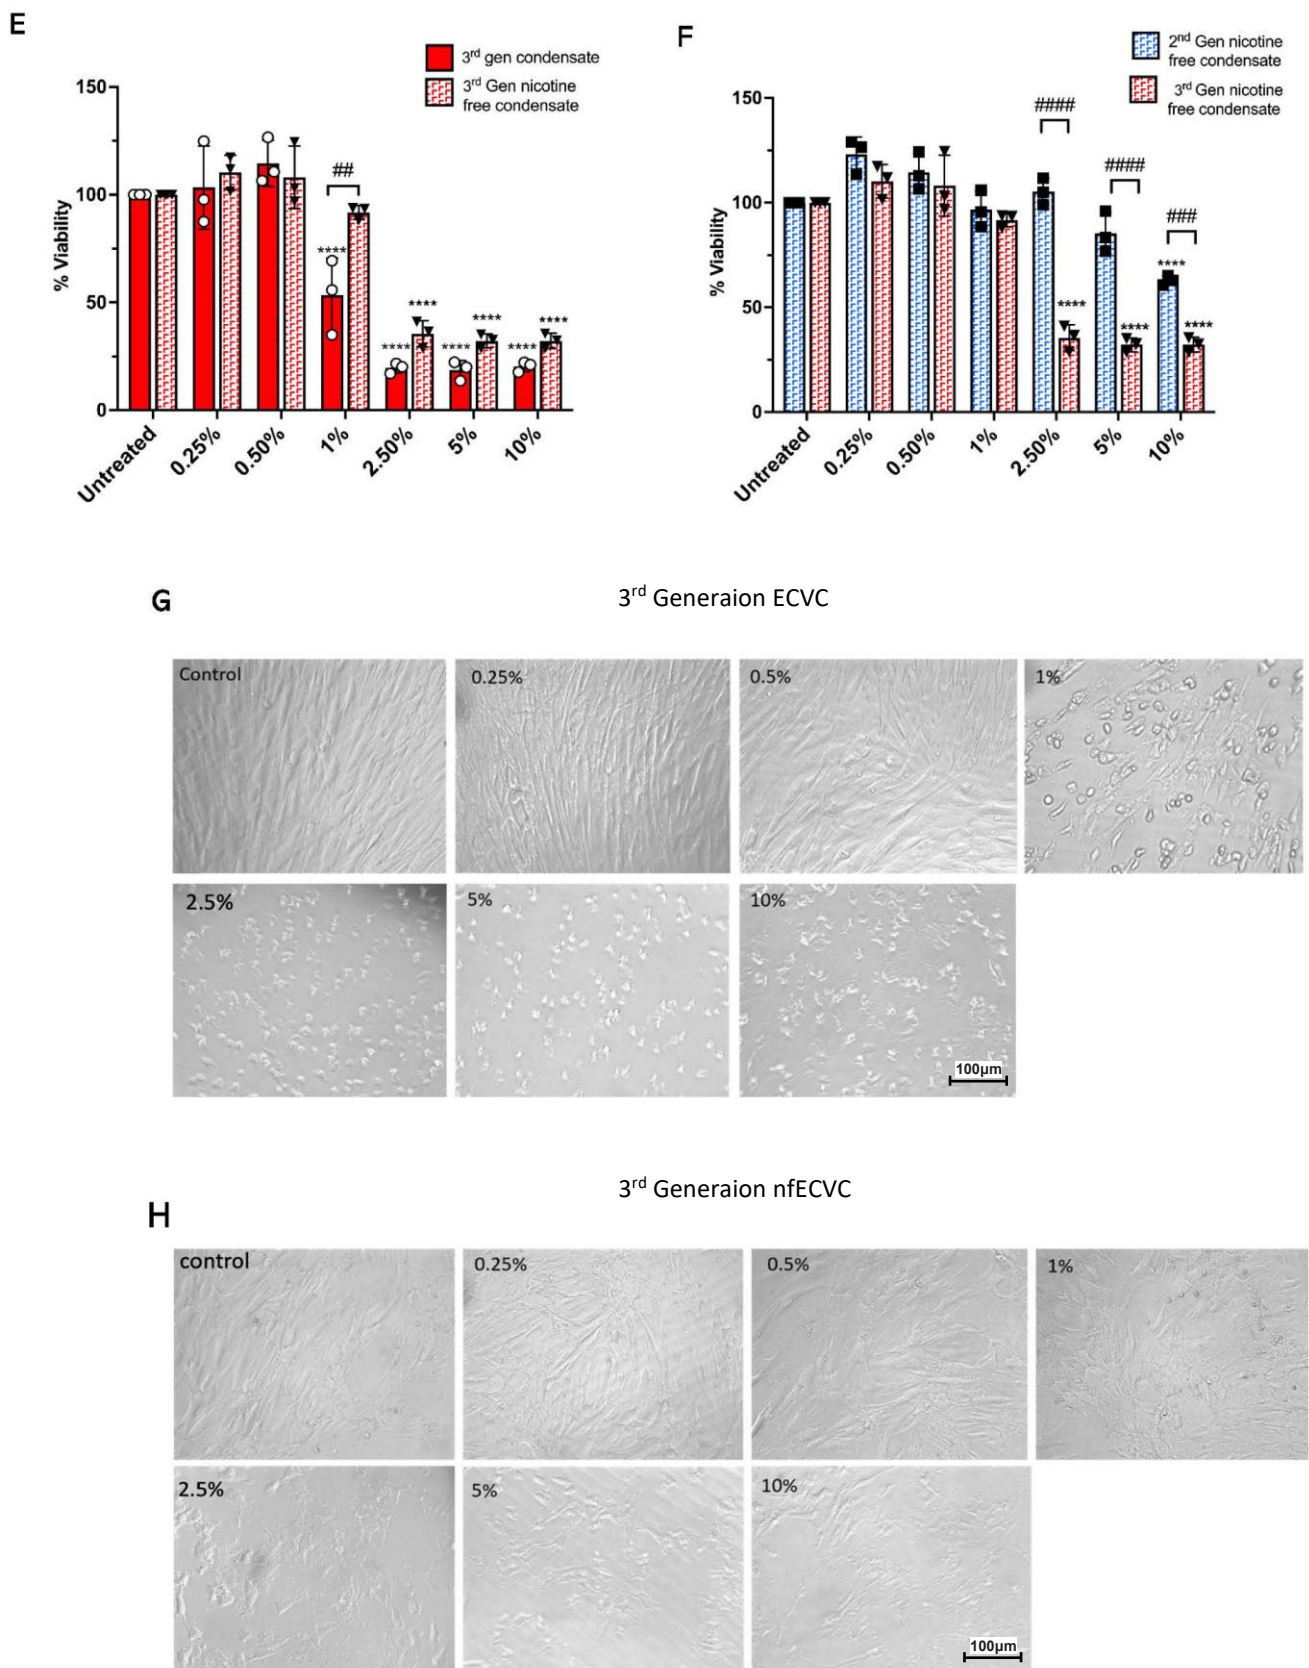 E
3rd gen condensate
3rd Gen nicotine
free condensate
% Viability
150
100
50
0
##
****
****
****
****
****
****
****
Untreated
0.25%
0.50%
1%
2.50%
5%
10%
F
2nd Gen nicotine
free condensate
3rd Gen nicotine
free condensate
% Viability
150
100
50
0
####
####
###
****
****
****
****
Untreated
0.25%
0.50%
1%
2.50%
5%
10%
G
3rd Generaion ECVC
Control
0.25%
0.5%
1%
2.5%
5%
10%
100µm
3rd Generaion nfECVC
H
control
0.25%
0.5%
1%
2.5%
5%
10%
100µm